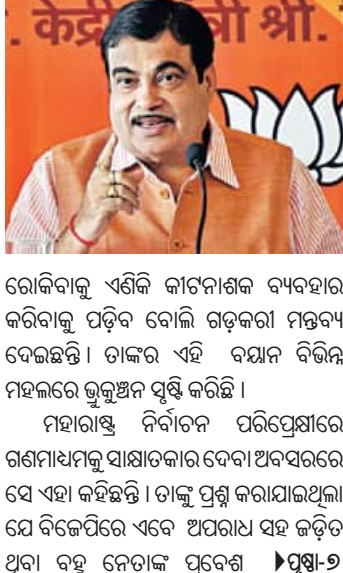 . केंद्री
त्री श्री.
ରୋକିବାକୁ ଏଣିକି କୀଟନାଶକ ବ୍ୟବହାର
କରିବାକୁ ପଡ଼ିବ ବୋଲି ଗଡ଼କରୀ ମନ୍ତବ୍ୟ
ଦେଇଛନ୍ତି । ତାଙ୍କର ଏହି ବୟାନ ବିଭିନ୍ନ
ମହଲରେ ଭ୍ରୁକୁଞ୍ଚନ ସୃଷ୍ଟି କରିଛି ।
ମହାରାଷ୍ଟ୍ର ନିର୍ବାଚନ ପରିପ୍ରେକ୍ଷୀରେ
ଗଣମାଧ୍ୟମକୁ ସାକ୍ଷାତକାର ଦେବା ଅବସରରେ
ସେ ଏହା କହିଛନ୍ତି । ତାଙ୍କୁ ପ୍ରଶ୍ନ କରାଯାଇଥିଲା
ଯେ ବିଜେପିରେ ଏବେ ଅପରାଧ ସହ ଜଡ଼ିତ
ଥିବା ବହୁ ନେତାଙ୍କ ପ୍ରବେଶ ▶ପୃଷ୍ଠା-୭